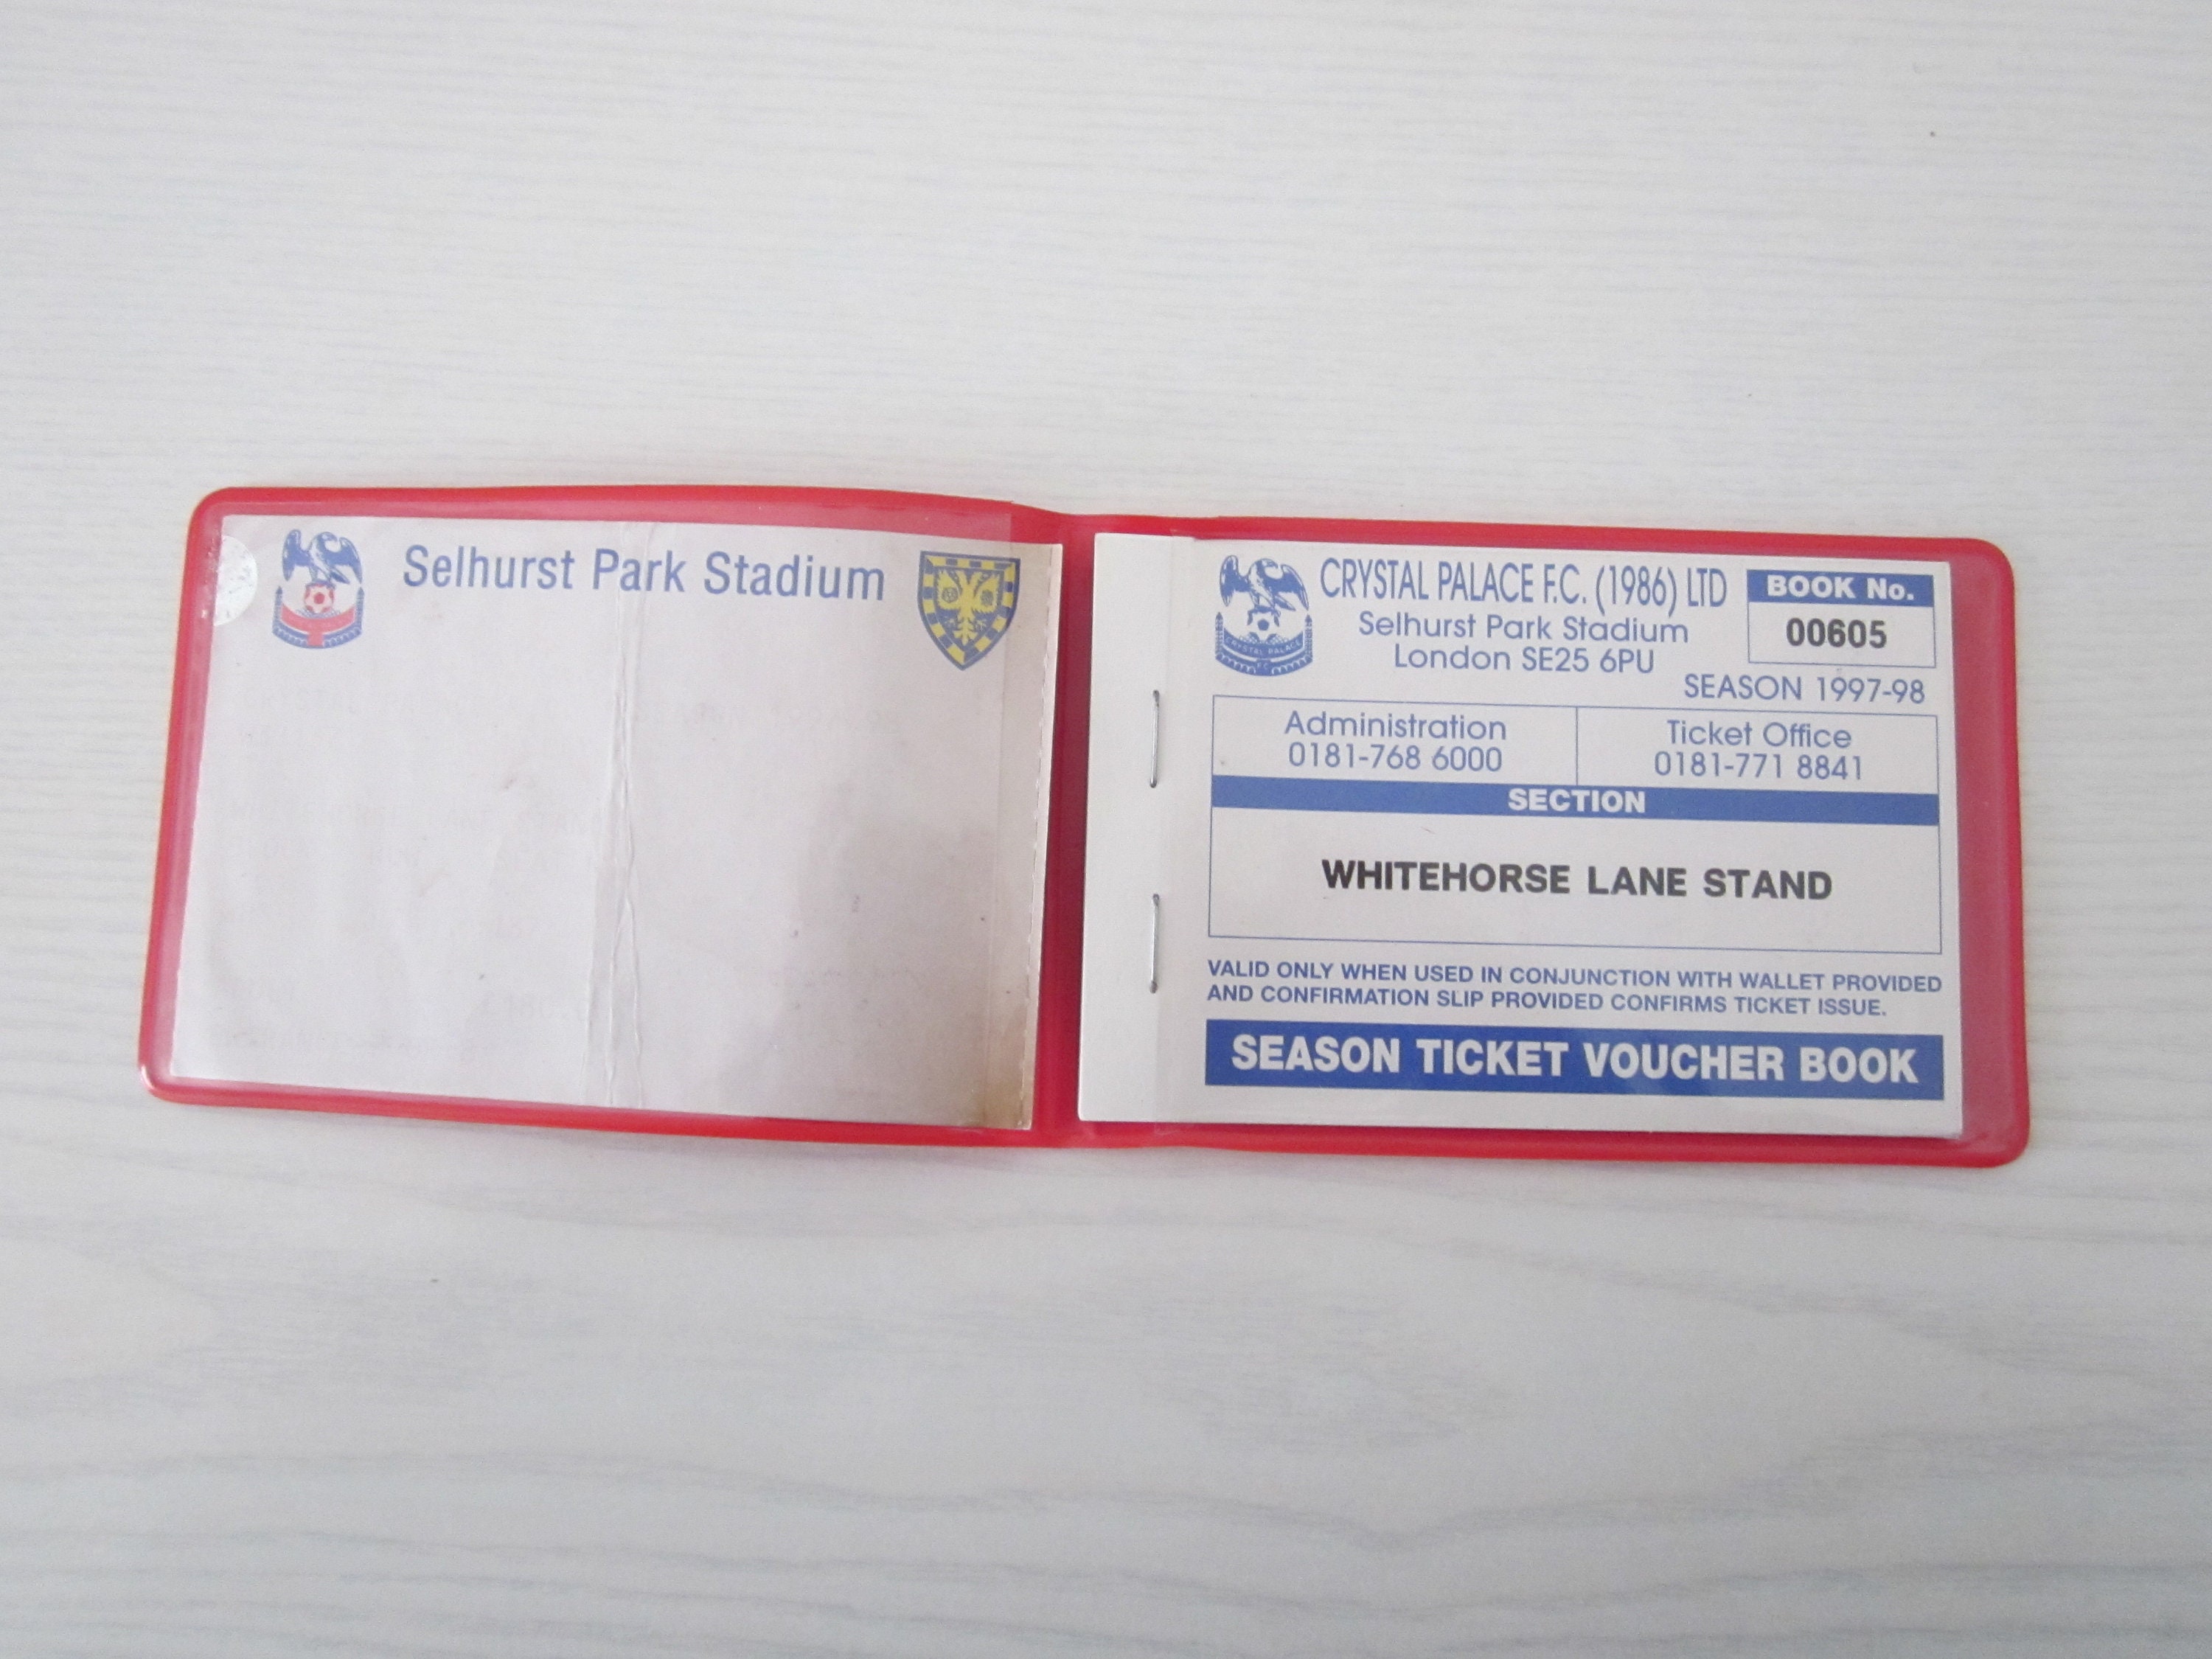 Selhurst Park Stadium
CRYSTAL PALACE F.C. (1986) LTD
Selhurst Park Stadium
London SE25 6PU
BOOK No.
00605
SEASON 1997-98
Administration
0181-768 6000
Ticket Office
0181-771 8841
SECTION
WHITEHORSE LANE STAND
VALID ONLY WHEN USED IN CONJUNCTION WITH WALLET PROVIDED
AND CONFIRMATION SLIP PROVIDED CONFIRMS TICKET ISSUE.
SEASON TICKET VOUCHER BOOK
CRYSTAL PALACE